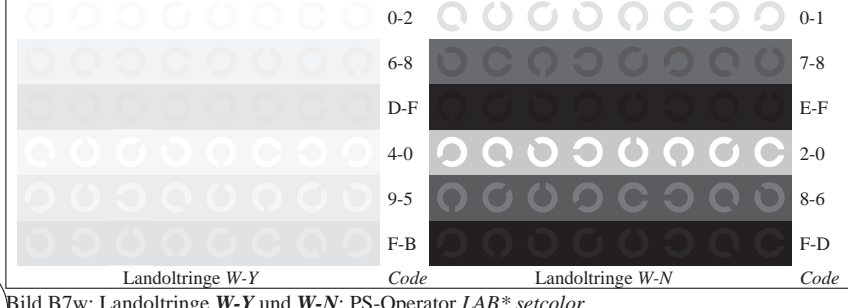 0-2 0-1
6-8 7-8
D-F E-F
4-0 2-0
9-5 8-6
F-B F-D
Landoltringe W-Y Code Landoltringe W-N Code
Bild B7w: Landoltringe W-Y und W-N; PS-Operator LAB* setcolor